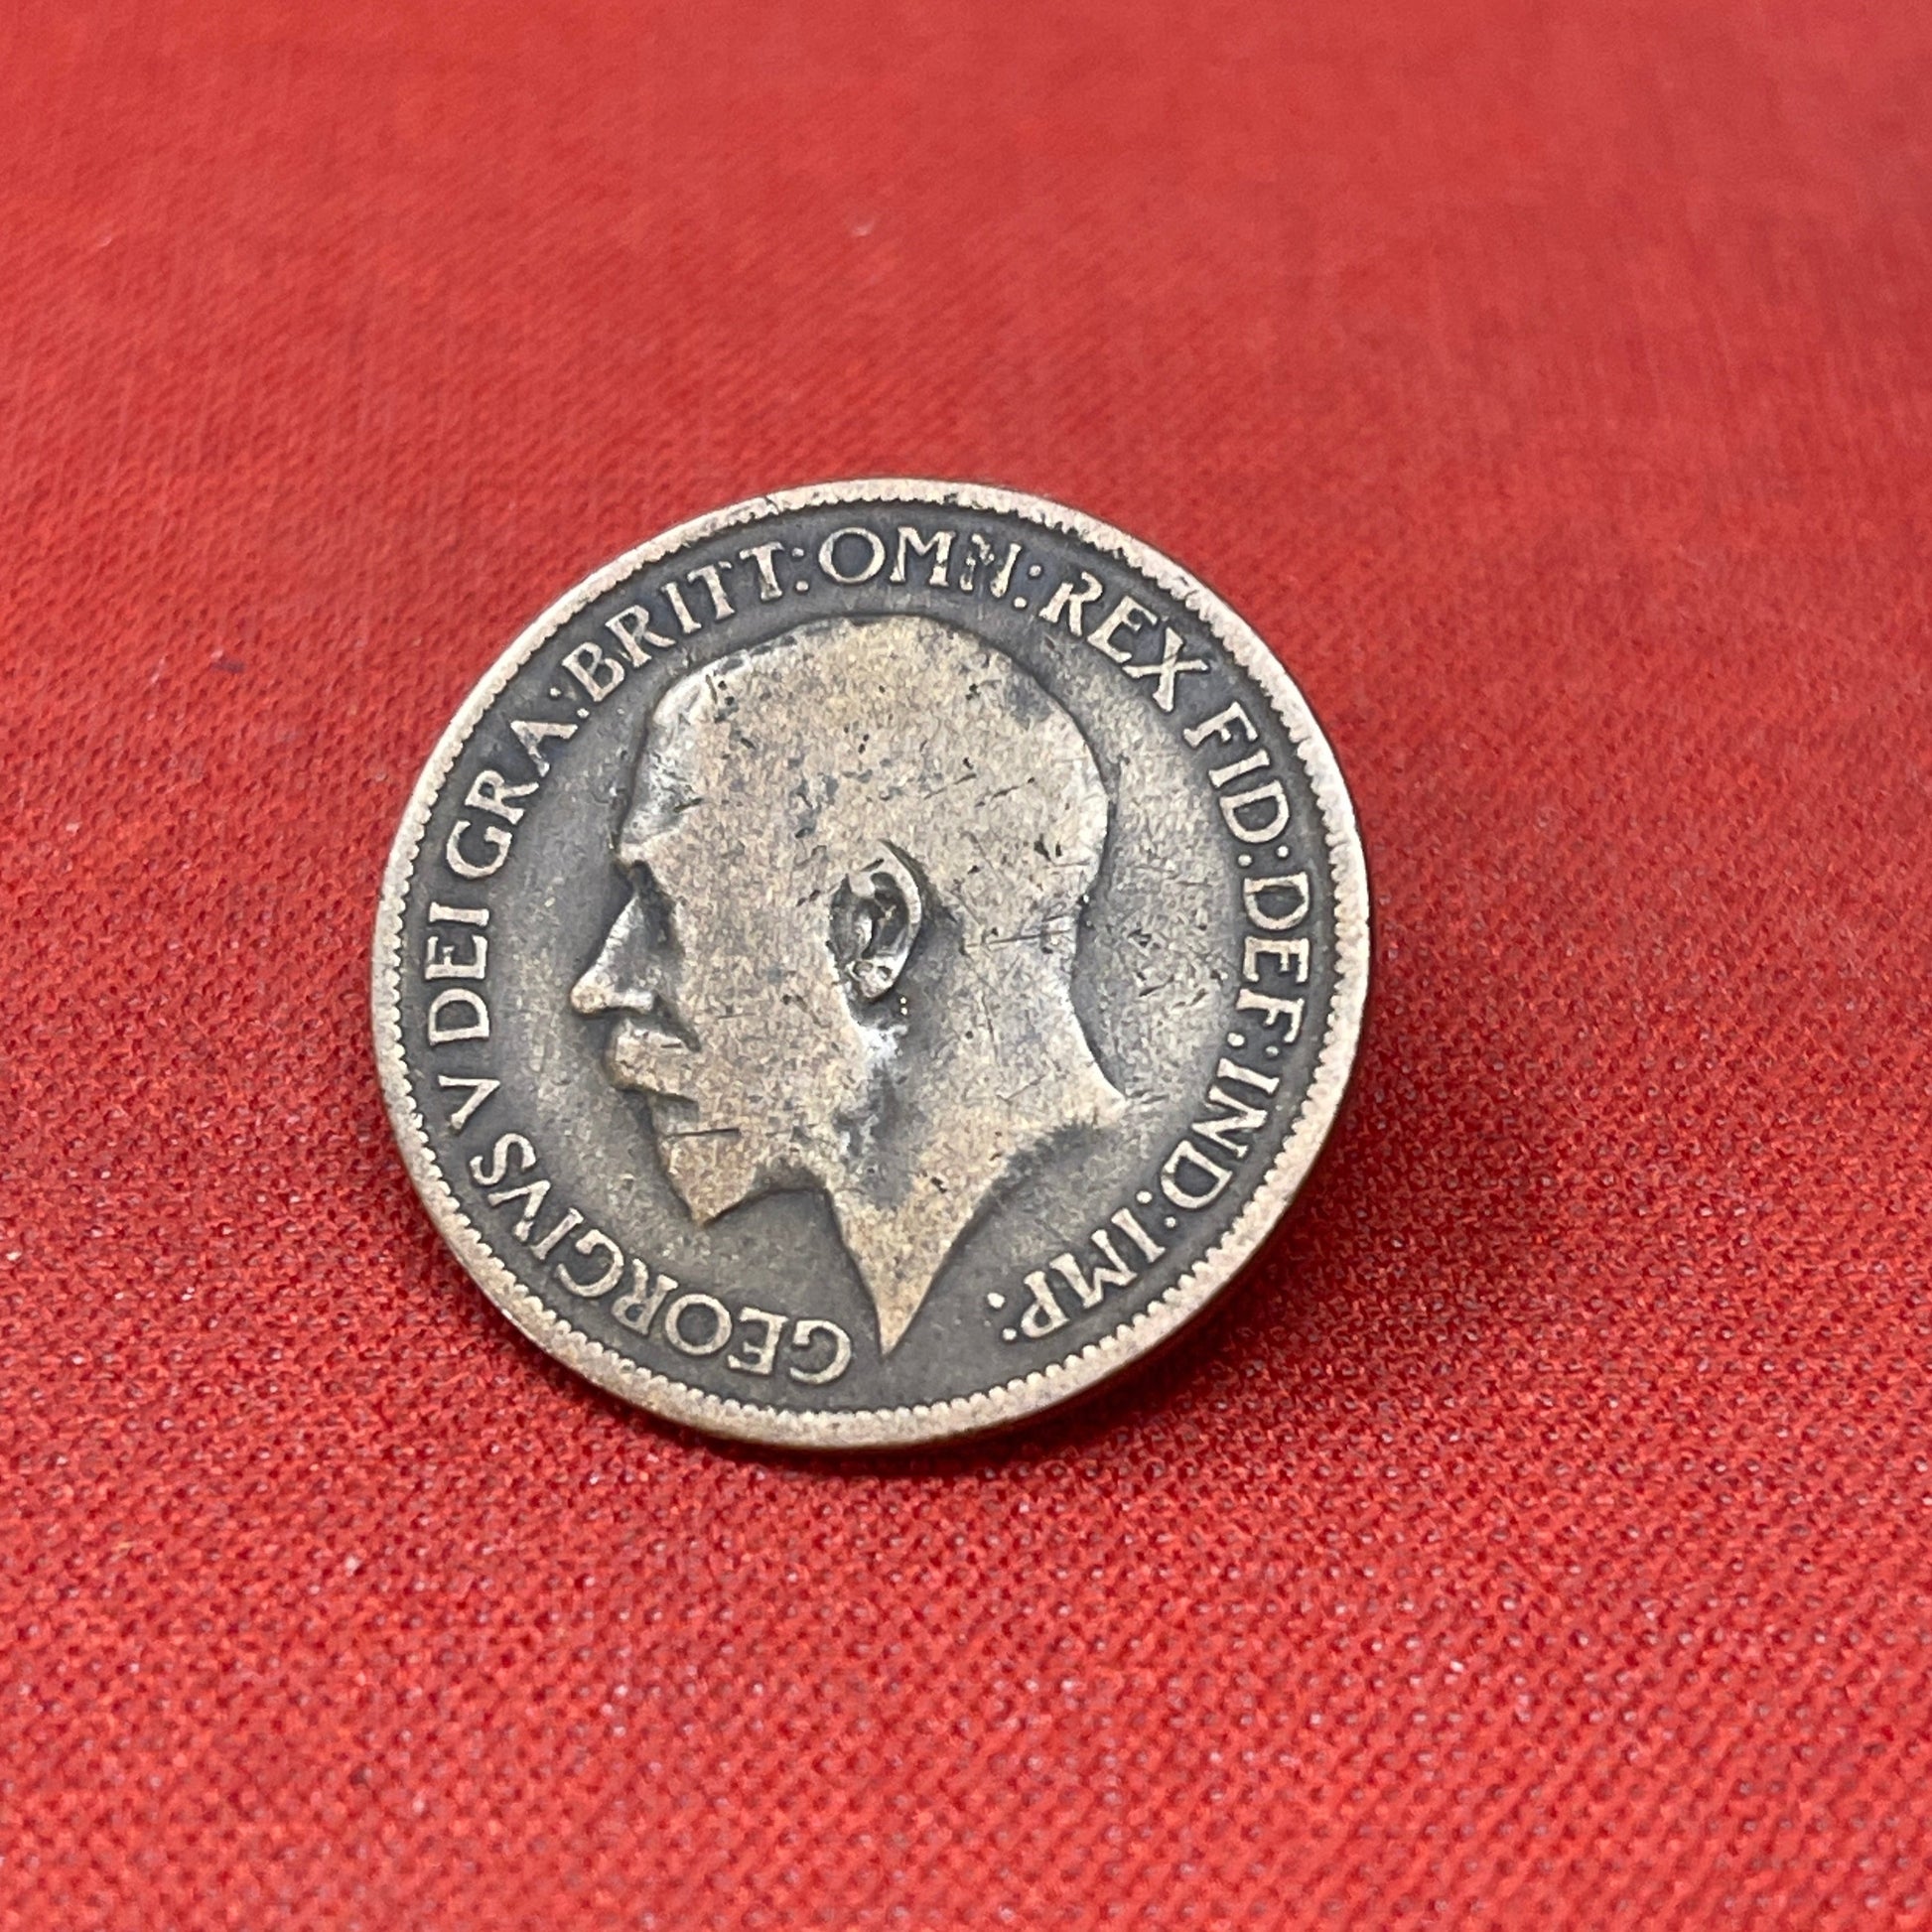 GEORGIVS V DEI GRA: BRITT: OMN: REX FID: DEF: IND: IMP: